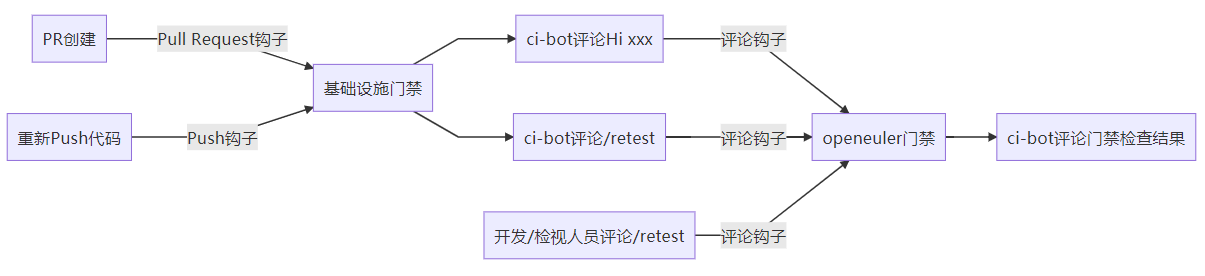 PR创建
Pull Request钩子
ci-bot评论Hi xxx
评论钩子
基础设施门禁
重新Push代码
Push钩子
ci-bot评论/retest
评论钩子
openeuler门禁
ci-bot评论门禁检查结果
开发/检视人员评论/retest
评论钩子